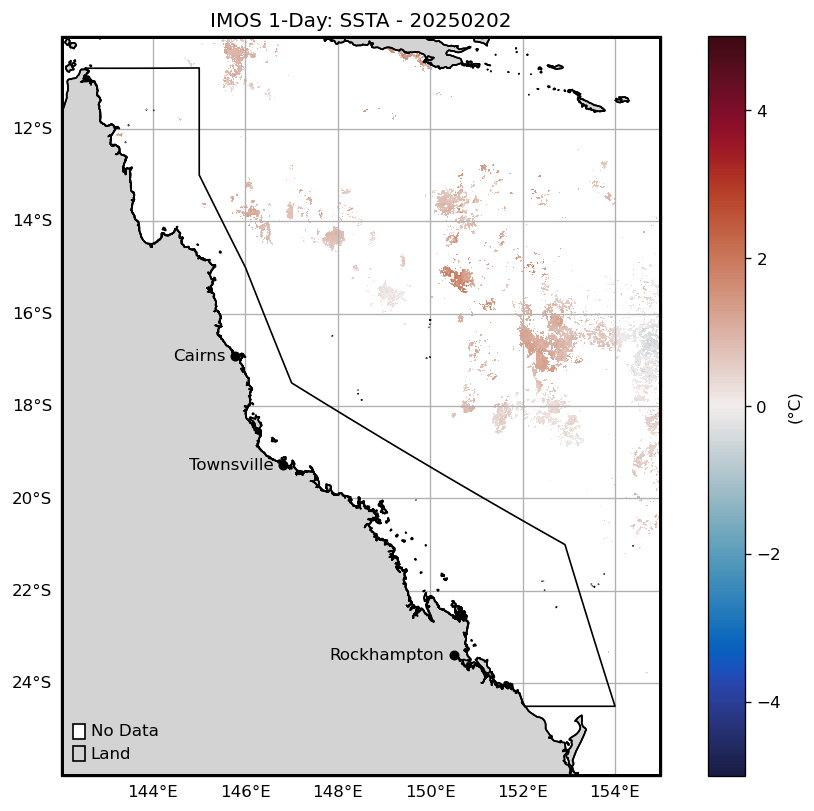 IMOS 1-Day: SSTA - 20250202
12°S
14°S
16°S
18°S
20°S
22°S
24°S
Cairns
Townsville
Rockhampton
No Data
Land
144°E 146°E 148°E 150°E 152°E 154°E
4
2
0
−2
−4
(°C)